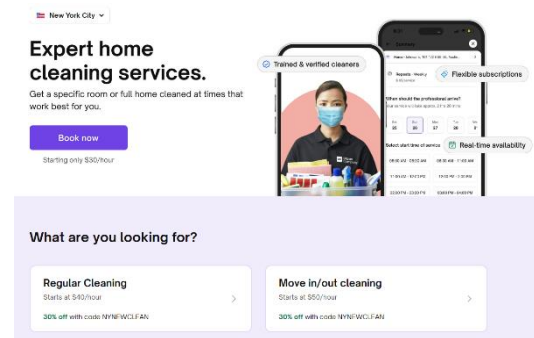 New York City
Expert home
cleaning services.
Get a specific room or full home cleaned at times that
work best for you.
Book now
Starting only $30/hour
Trained & verified cleaners
Flexible subscriptions
When should the professional arrive?
Real-time availability
Select start time of service
What are you looking for?
Regular Cleaning
Starts at $40/hour
30% off with code NYNEWCLEAN
Move in/out cleaning
Starts at $50/hour
30% off with code NYNEWCLEAN